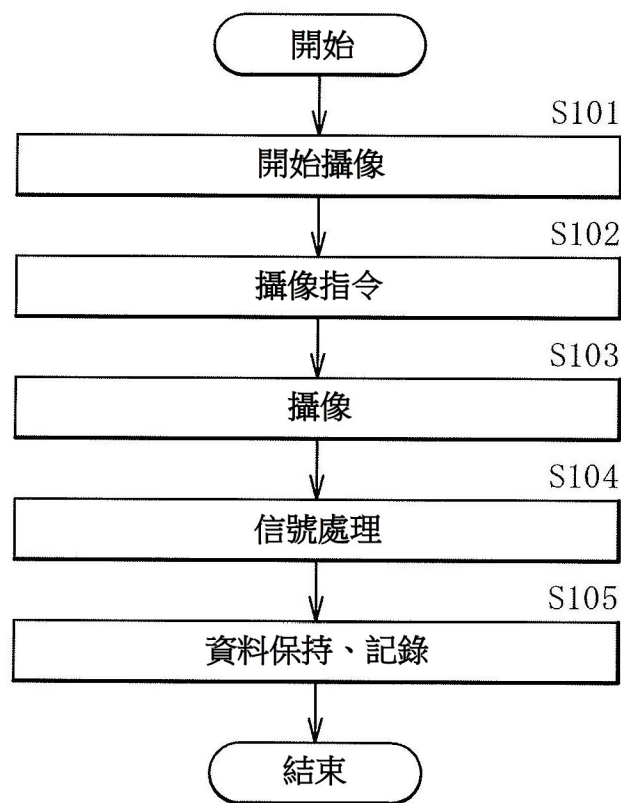 開始
S101
開始攝像
S102
攝像指令
S103
攝像
S104
信號處理
S105
資料保持、記錄
結束